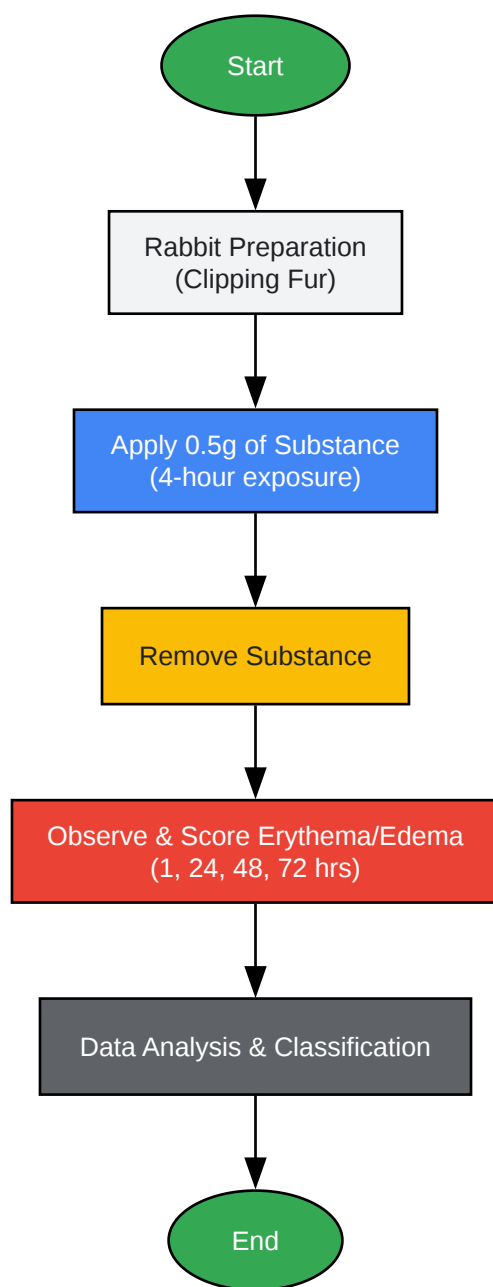 Start
Rabbit Preparation
(Clipping Fur)
Apply 0.5g of Substance
(4-hour exposure)
Remove Substance
Observe & Score Erythema/Edema
(1, 24, 48, 72 hrs)
Data Analysis & Classification
End